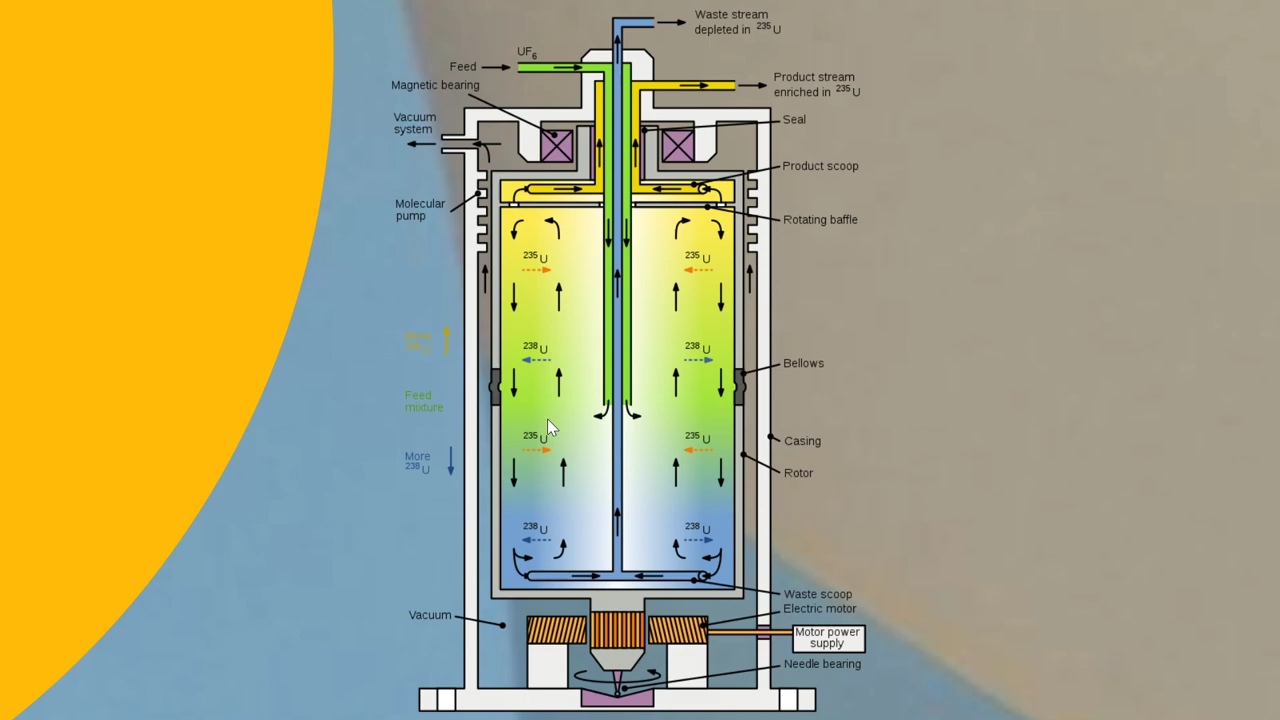 Waste stream
depleted in ²³⁵U
UF₆
Feed
Product stream
enriched in ²³⁵U
Magnetic bearing
Vacuum
system
Seal
Product scoop
Molecular
pump
Rotating baffle
²³⁵U ²³⁵U
More
²³⁵U
²³⁸U ²³⁸U
Bellows
Feed
mixture
²³⁵U ²³⁵U
Casing
More
²³⁸U
Rotor
²³⁸U ²³⁸U
Waste scoop
Electric motor
Vacuum
Motor power
supply
Needle bearing